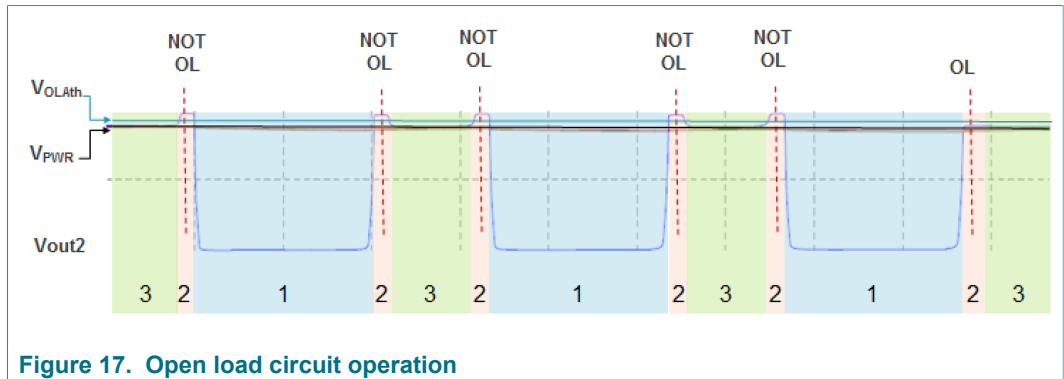 NOT NOT NOT NOT NOT
OL OL OL OL OL OL
VOLAth
VPWR
Vout2
3 2 1 2 3 2 1 2 3 2 1 2 3
Figure 17. Open load circuit operation